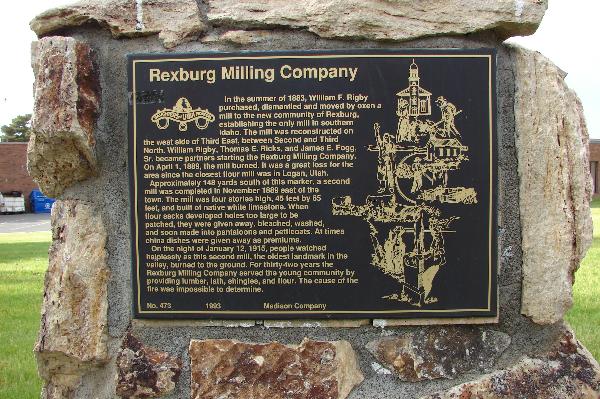 Rexburg Milling Company
In the summer of 1883, William F. Rigby
purchased, dismantled and moved by oxen a
mill to the new community of Rexburg,
establishing the only mill in southern
Idaho. The mill was reconstructed on
the west side of Third East, between Second and Third
North. William Rigby, Thomas E. Ricks, and James E. Fogg,
Sr. became partners starting the Rexburg Milling Company.
On April 1, 1889, the mill burned. It was a great loss for the
area since the closest flour mill was in Logan, Utah.
Approximately 148 yards south of this marker, a second
mill was completed in November 1889 east of the
town. The mill was four stories high, 45 feet by 65
feet, and built of native white limestone. When
flour sacks developed holes too large to be
patched, they were given away, bleached, washed,
and soon made into pantaloons and petticoats. At times
china dishes were given away as premiums.
On the night of January 12, 1915, people watched
helplessly as this second mill, the oldest landmark in the
valley, burned to the ground. For thirty-two years the
Rexburg Milling Company served the young community by
providing lumber, lath, shingles, and flour. The cause of the
fire was impossible to determine.
No. 473 1993 Madison Company